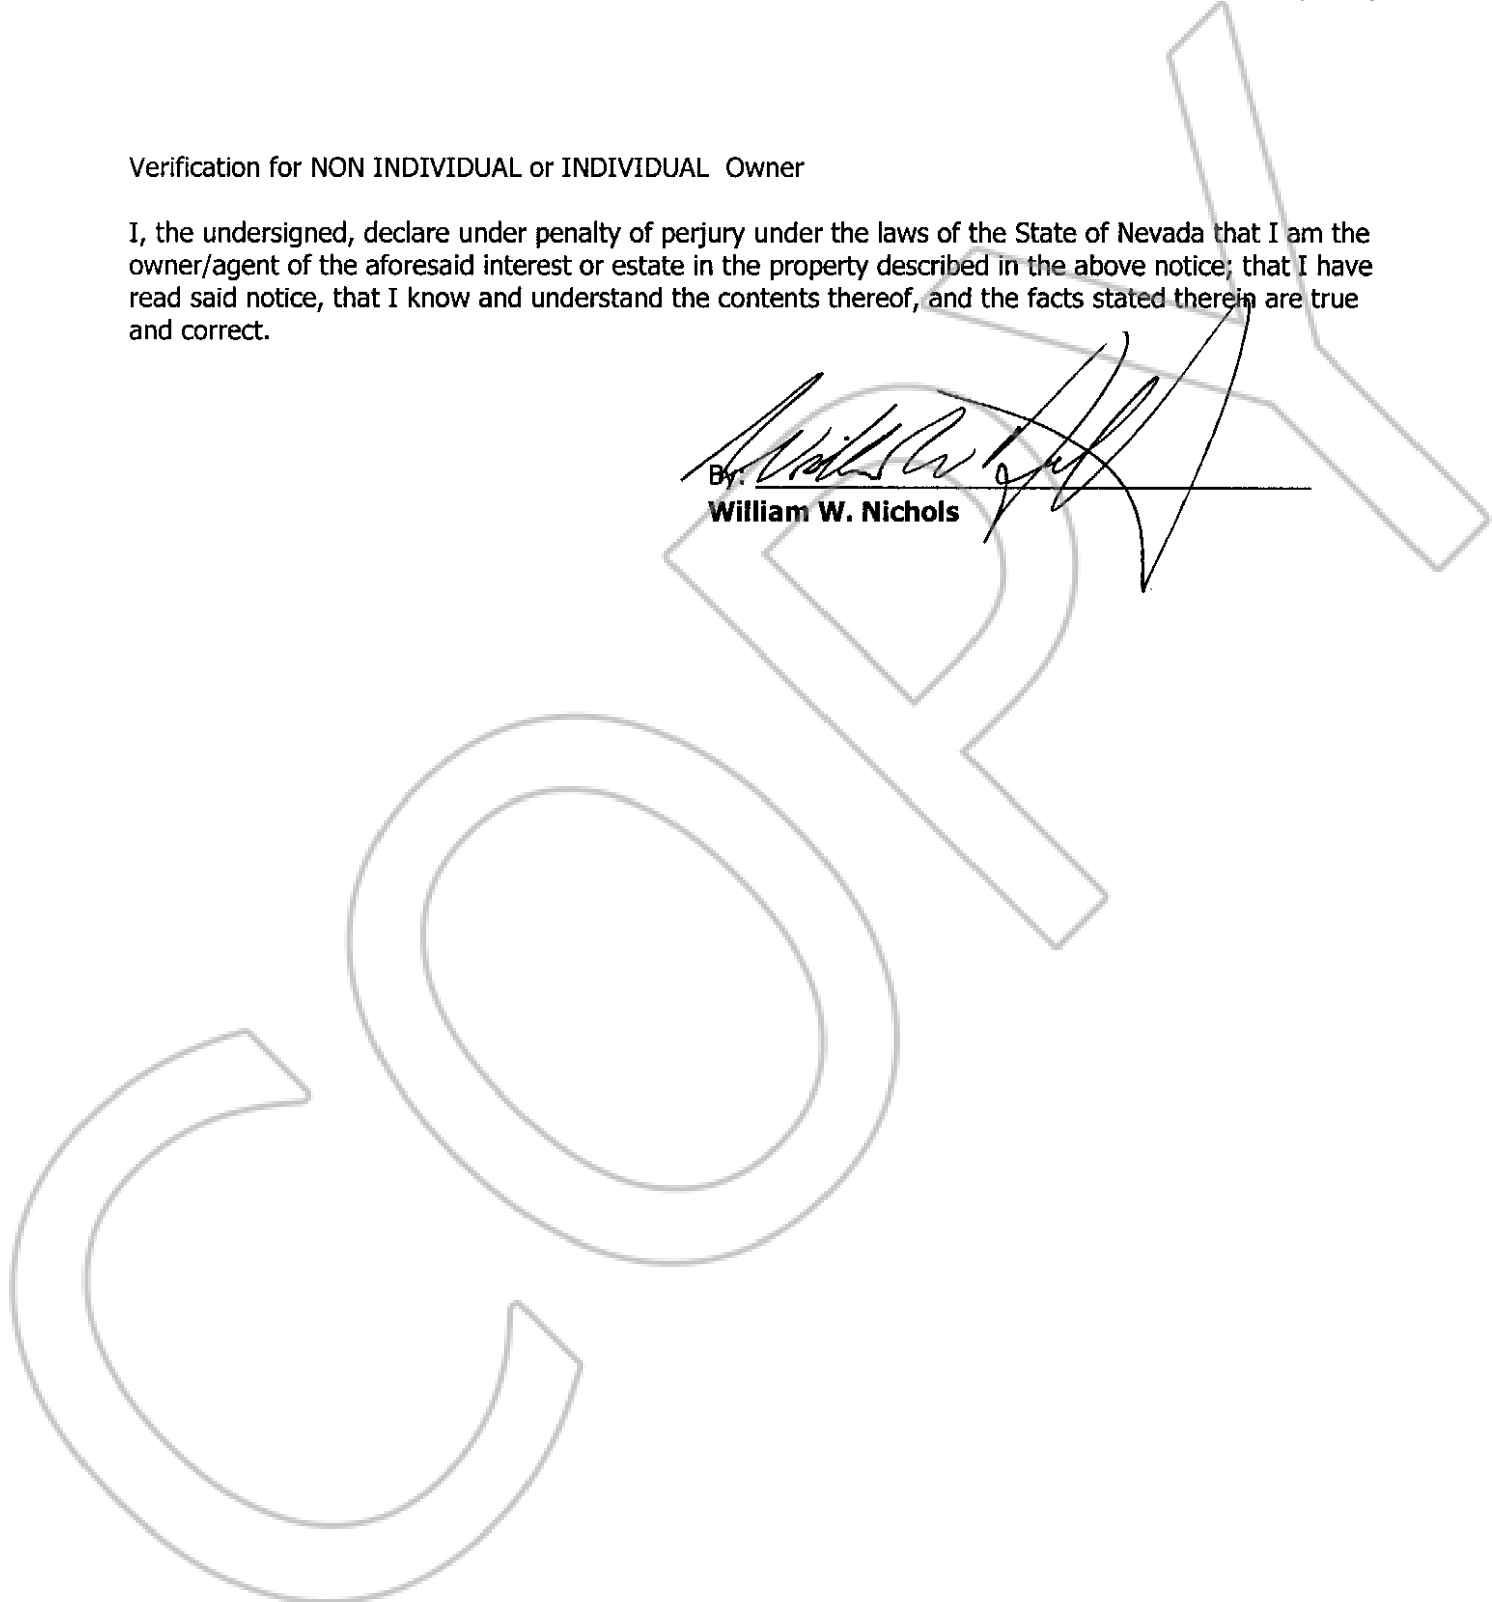 Verification for NON INDIVIDUAL or INDIVIDUAL Owner
I, the undersigned, declare under penalty of perjury under the laws of the State of Nevada that I am the
owner/agent of the aforesaid interest or estate in the property described in the above notice; that I have
read said notice, that I know and understand the contents thereof, and the facts stated therein are true
and correct.
By:
William W. Nichols
COPY